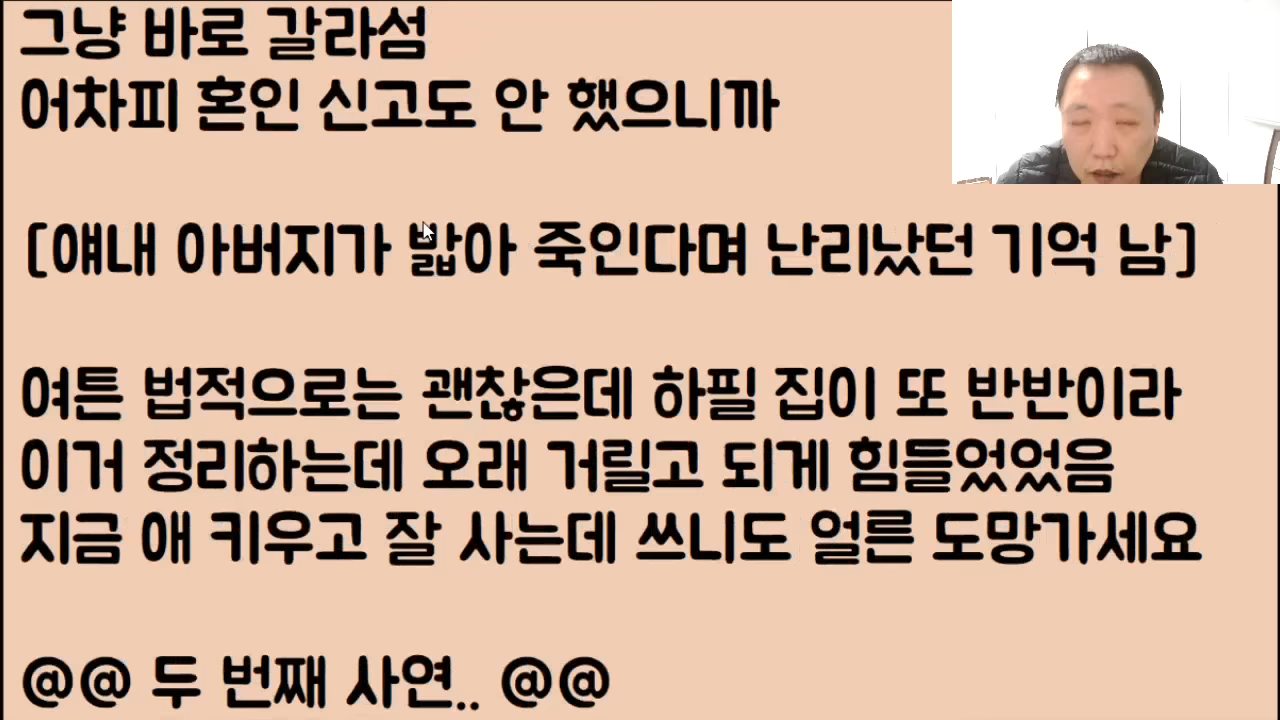 그냥 바로 갈라섬
어차피 혼인 신고도 안 했으니까
[얘내 아버지가 밟아 죽인다며 난리났던 기억 남]
여튼 법적으로는 괜찮은데 하필 집이 또 반반이라
이거 정리하는데 오래 거릴고 되게 힘들었었음
지금 애 키우고 잘 사는데 쓰니도 얼른 도망가세요
@@ 두 번째 사연.. @@